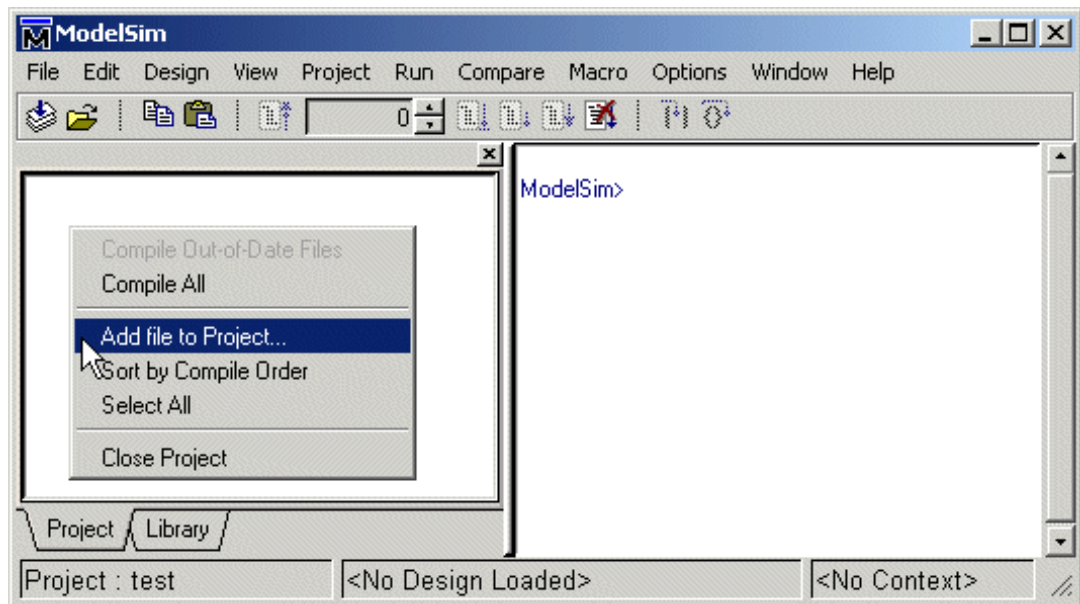 ModelSim
File Edit Design View Project Run Compare Macro Options Window Help
0
ModelSim>
Compile Out-of-Date Files
Compile All
Add file to Project...
Sort by Compile Order
Select All
Close Project
Project Library
Project : test <No Design Loaded> <No Context>